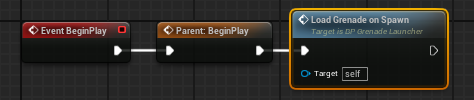 Event BeginPlay
Parent: BeginPlay
Load Grenade on Spawn
Target is BP Grenade Launcher
Target self